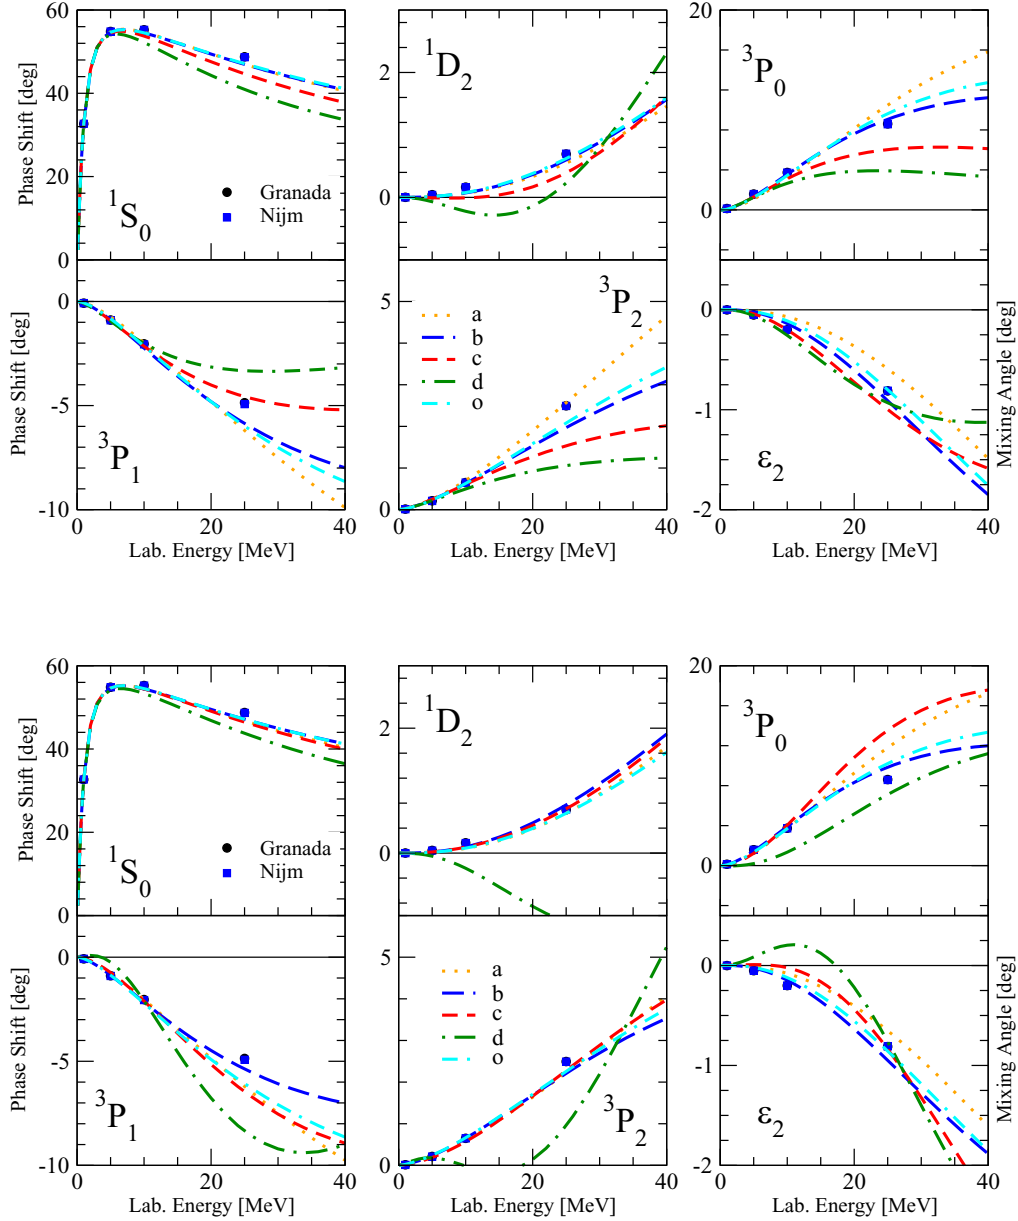 60
40
20
0
Phase Shift [deg]
¹S₀
Granada
Nijm
2
0
¹D₂
20
10
0
³P₀
0
-5
-10
Phase Shift [deg]
³P₁
0 20 40
Lab. Energy [MeV]
5
0
³P₂
a
b
c
d
o
0 20 40
Lab. Energy [MeV]
0
-1
-2
ε₂
Mixing Angle [deg]
0 20 40
Lab. Energy [MeV]
60
40
20
0
Phase Shift [deg]
¹S₀
Granada
Nijm
2
0
¹D₂
20
10
0
³P₀
0
-5
-10
Phase Shift [deg]
³P₁
0 20 40
Lab. Energy [MeV]
5
0
a
b
c
d
o
³P₂
0 20 40
Lab. Energy [MeV]
0
-1
-2
ε₂
Mixing Angle [deg]
0 20 40
Lab. Energy [MeV]